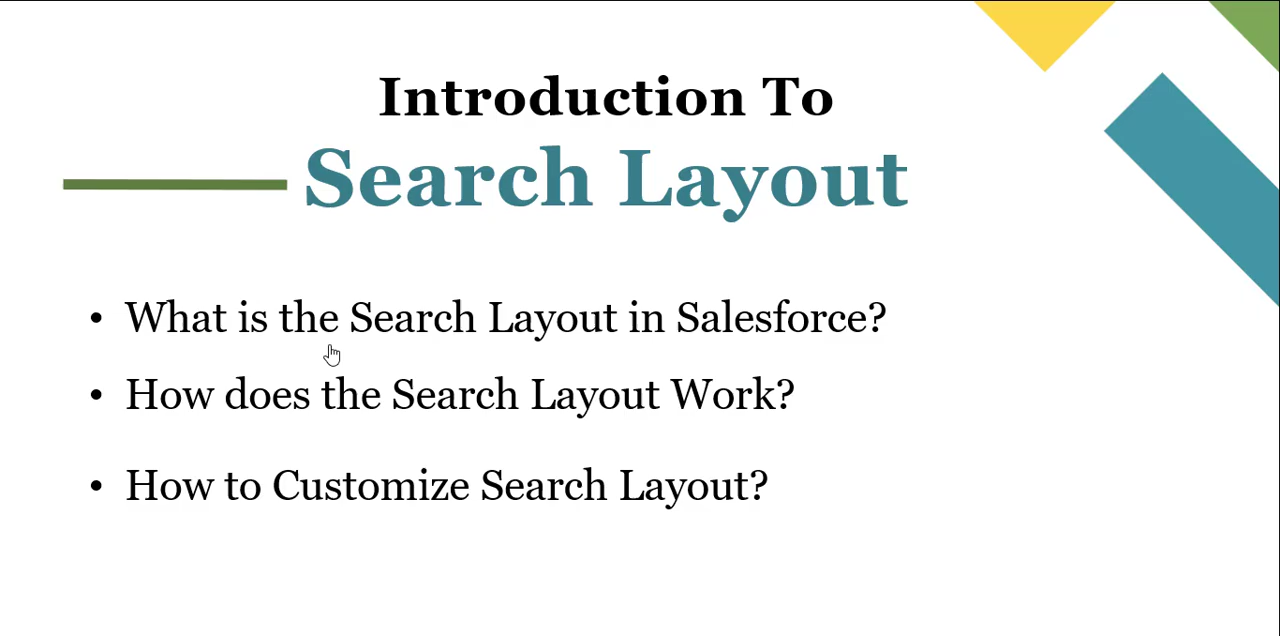 Introduction To
Search Layout
• What is the Search Layout in Salesforce?
• How does the Search Layout Work?
• How to Customize Search Layout?